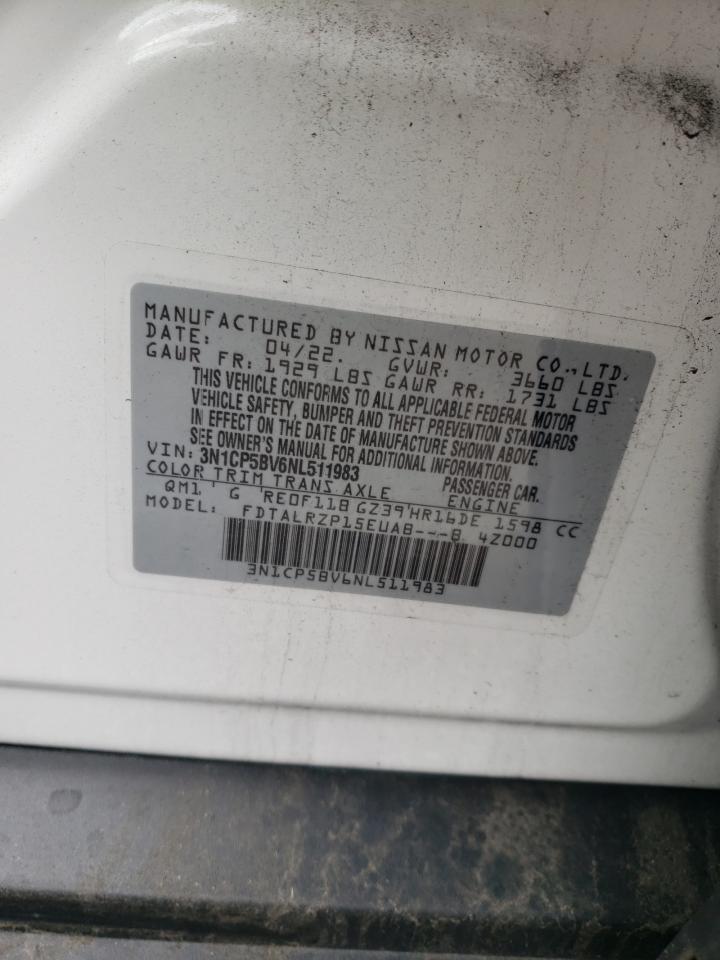 MANUFACTURED BY NISSAN MOTOR CO., LTD.
DATE: 04/22. GVWR: 3660 LBS
GAWR FR: 1929 LBS GAWR RR: 1731 LBS
THIS VEHICLE CONFORMS TO ALL APPLICABLE FEDERAL MOTOR
VEHICLE SAFETY, BUMPER AND THEFT PREVENTION STANDARDS
IN EFFECT ON THE DATE OF MANUFACTURE SHOWN ABOVE.
SEE OWNER'S MANUAL FOR ADDITIONAL INFORMATION.
VIN: 3N1CP5BV6NL511983 PASSENGER CAR.
COLOR TRIM TRANS AXLE ENGINE
QM1 G RE0F11B GZ39 HR16DE 1598 CC
MODEL: FDTALRZP15EUAB---B 4Z000
3N1CP5BV6NL511983